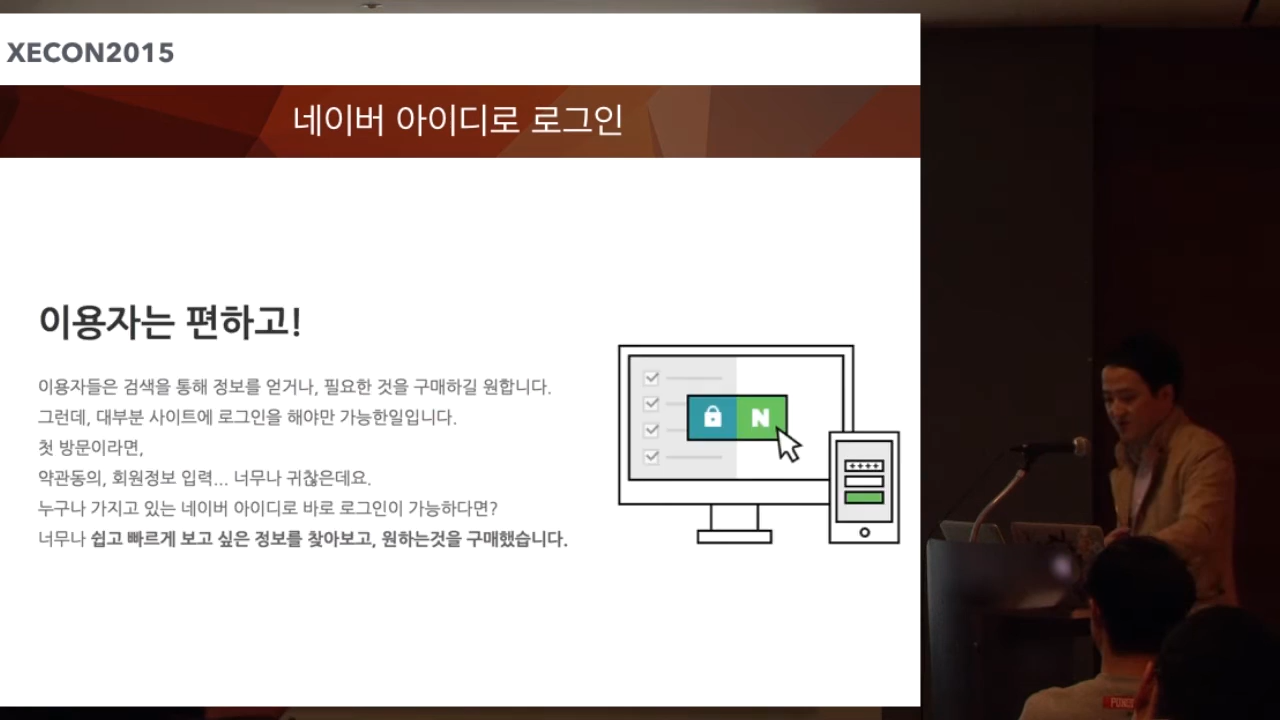 XECON2015
네이버 아이디로 로그인
이용자는 편하고!
이용자들은 검색을 통해 정보를 얻거나, 필요한 것을 구매하길 원합니다.
그런데, 대부분 사이트에 로그인을 해야만 가능한일입니다.
첫 방문이라면,
약관동의, 회원정보 입력... 너무나 귀찮은데요.
누구나 가지고 있는 네이버 아이디로 바로 로그인이 가능하다면?
너무나 쉽고 빠르게 보고 싶은 정보를 찾아보고, 원하는것을 구매했습니다.
N
++++